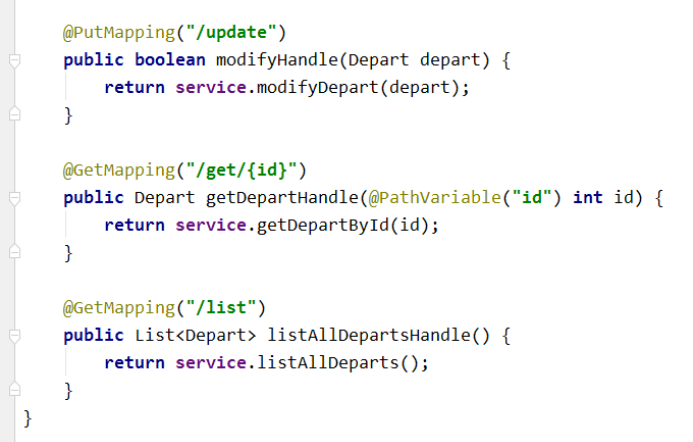 @PutMapping("/update")
public boolean modifyHandle(Depart depart) {
return service.modifyDepart(depart);
}
@GetMapping("/get/{id}")
public Depart getDepartHandle(@PathVariable("id") int id) {
return service.getDepartById(id);
}
@GetMapping("/list")
public List<Depart> listAllDepartsHandle() {
return service.listAllDeparts();
}
}